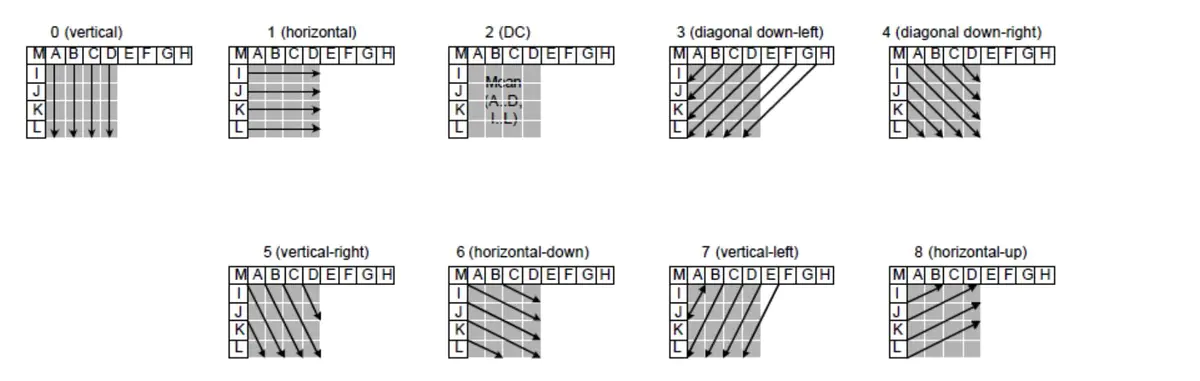 0 (vertical)
M A B C D E F G H
I
J
K
L
1 (horizontal)
M A B C D E F G H
I
J
K
L
2 (DC)
M A B C D E F G H
I
J
K
L
Mean
(A..D,
I..L)
3 (diagonal down-left)
M A B C D E F G H
I
J
K
L
4 (diagonal down-right)
M A B C D E F G H
I
J
K
L
5 (vertical-right)
M A B C D E F G H
I
J
K
L
6 (horizontal-down)
M A B C D E F G H
I
J
K
L
7 (vertical-left)
M A B C D E F G H
I
J
K
L
8 (horizontal-up)
M A B C D E F G H
I
J
K
L